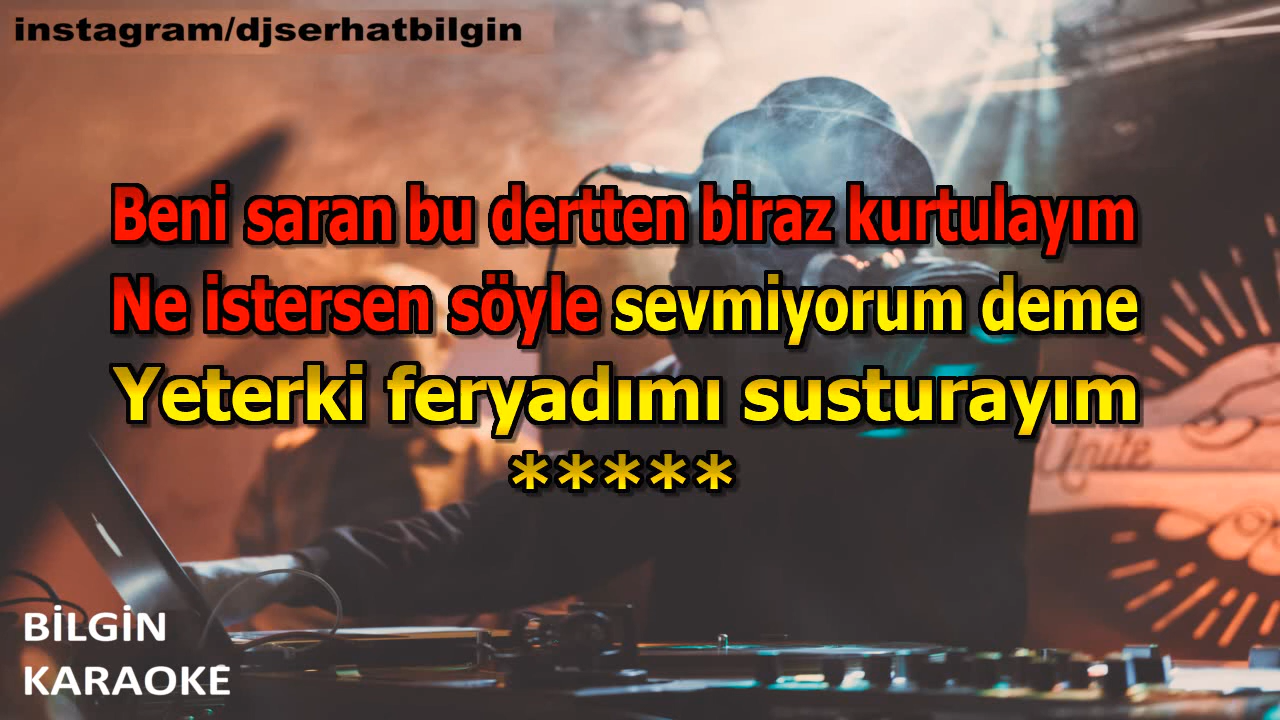 instagram/djserhatbilgin
Beni saran bu dertten biraz kurtulayım
Ne istersen söyle sevmiyorum deme
Yeterki feryadımı susturayım
*****
Unite
BİLGİN
KARAOKE